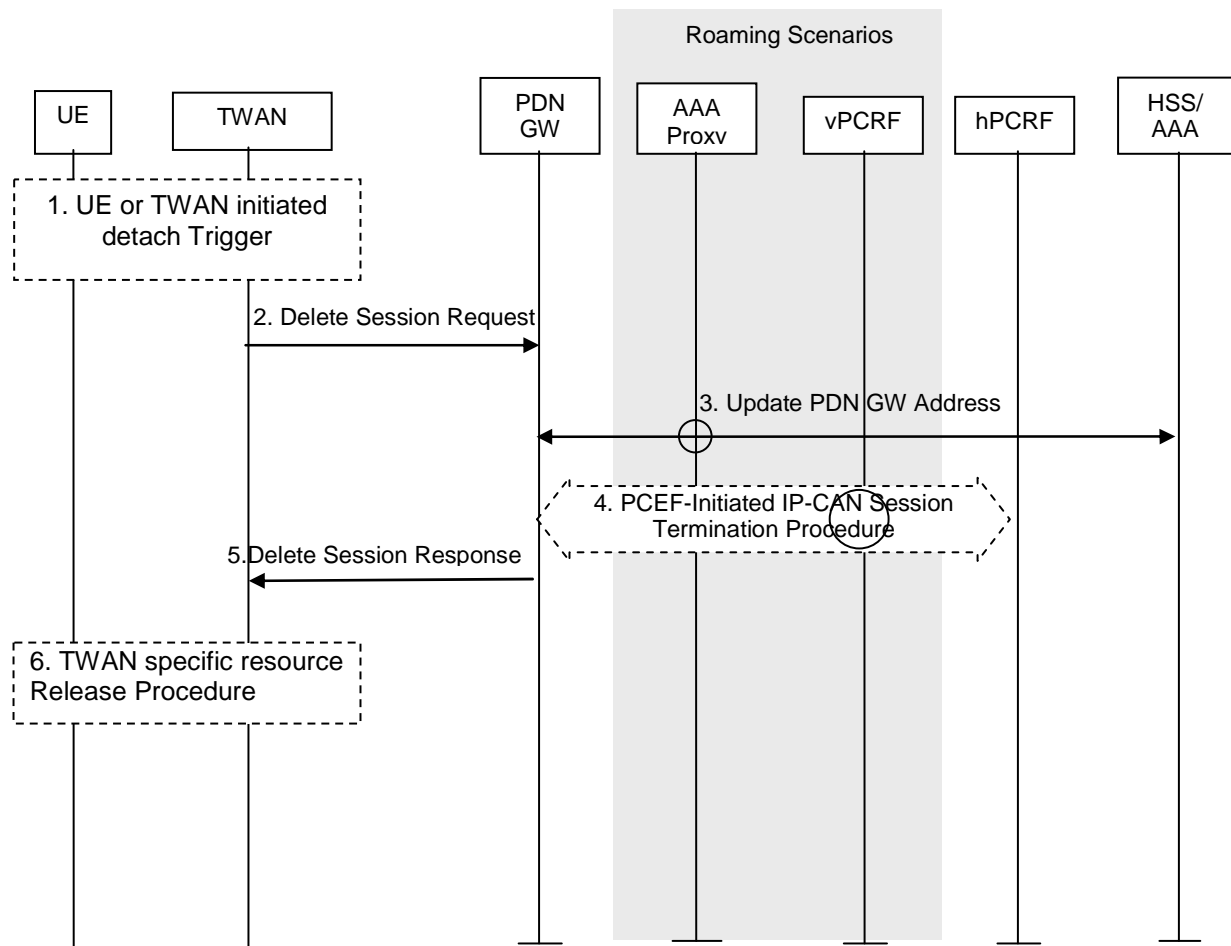 Roaming Scenarios
UE
TWAN
PDN
GW
AAA
Proxv
vPCRF
hPCRF
HSS/
AAA
1. UE or TWAN initiated
detach Trigger
2. Delete Session Request
3. Update PDN GW Address
4. PCEF-Initiated IP-CAN Session
Termination Procedure
5.Delete Session Response
6. TWAN specific resource
Release Procedure